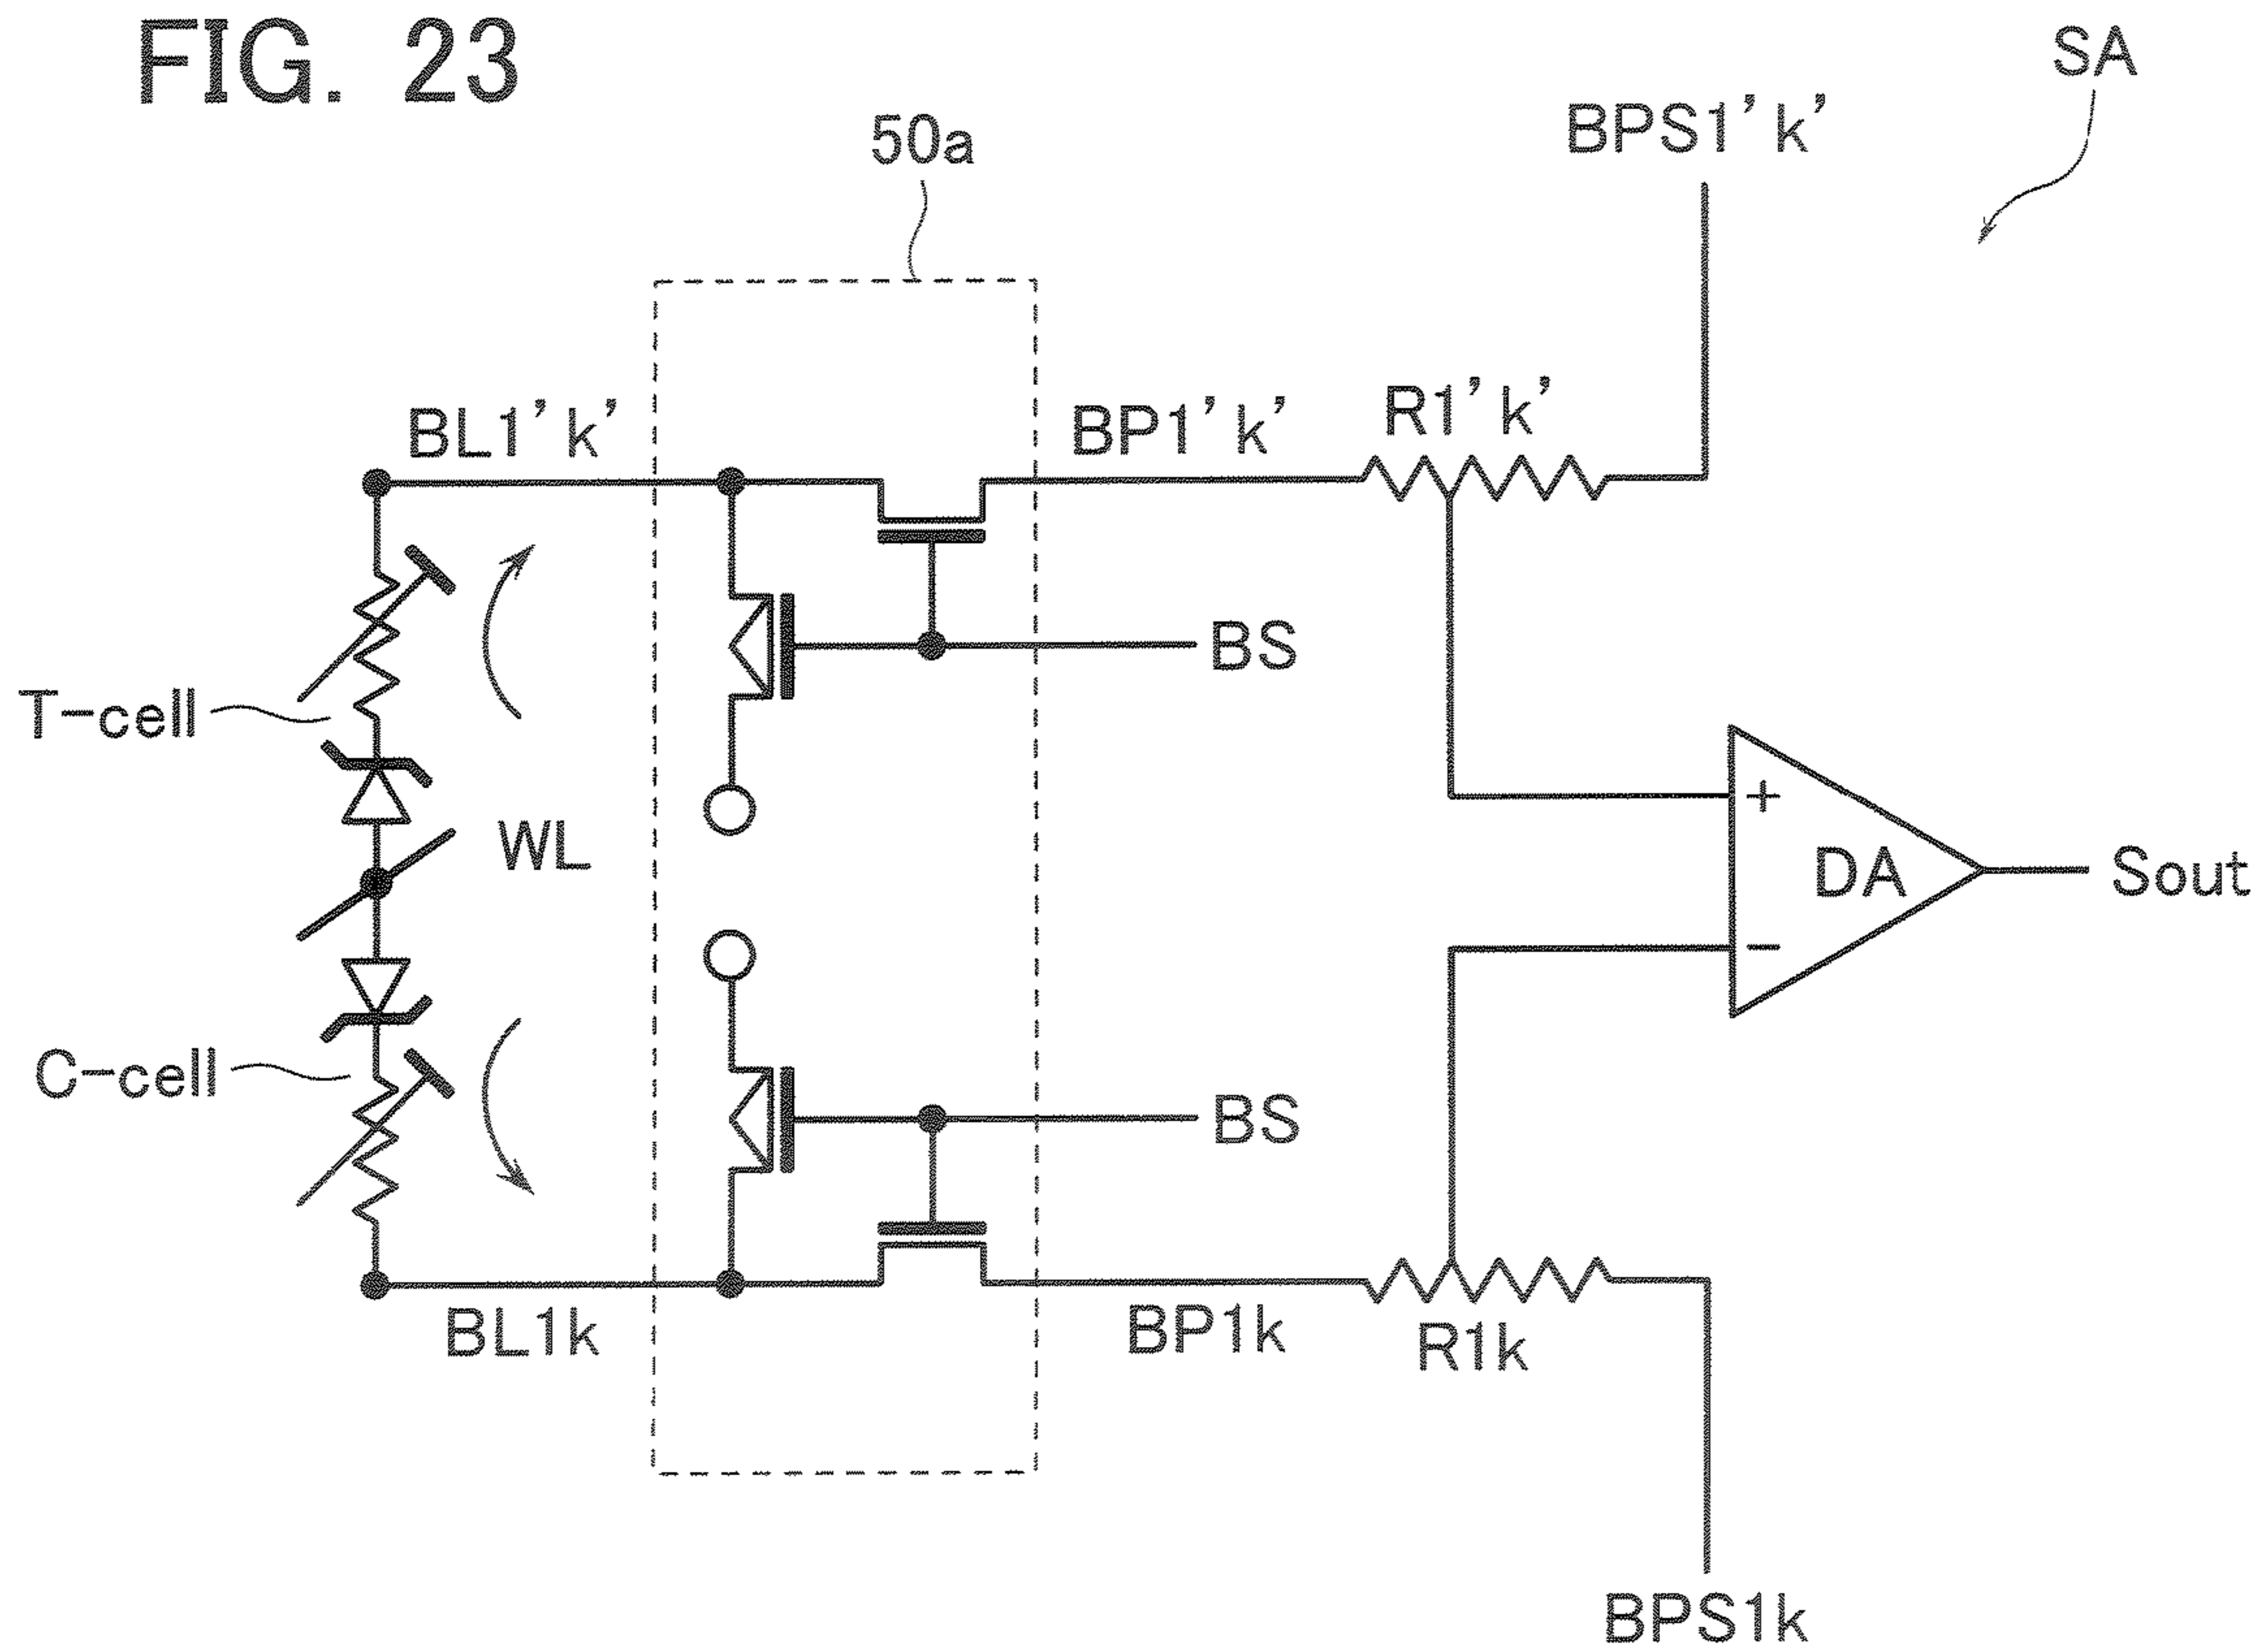 FIG. 23
SA
BPS1’k’
50a
BL1’k’
BP1’k’
R1’k’
BS
T-cell
WL
+
DA
Sout
−
C-cell
BS
BL1k
BP1k
R1k
BPS1k